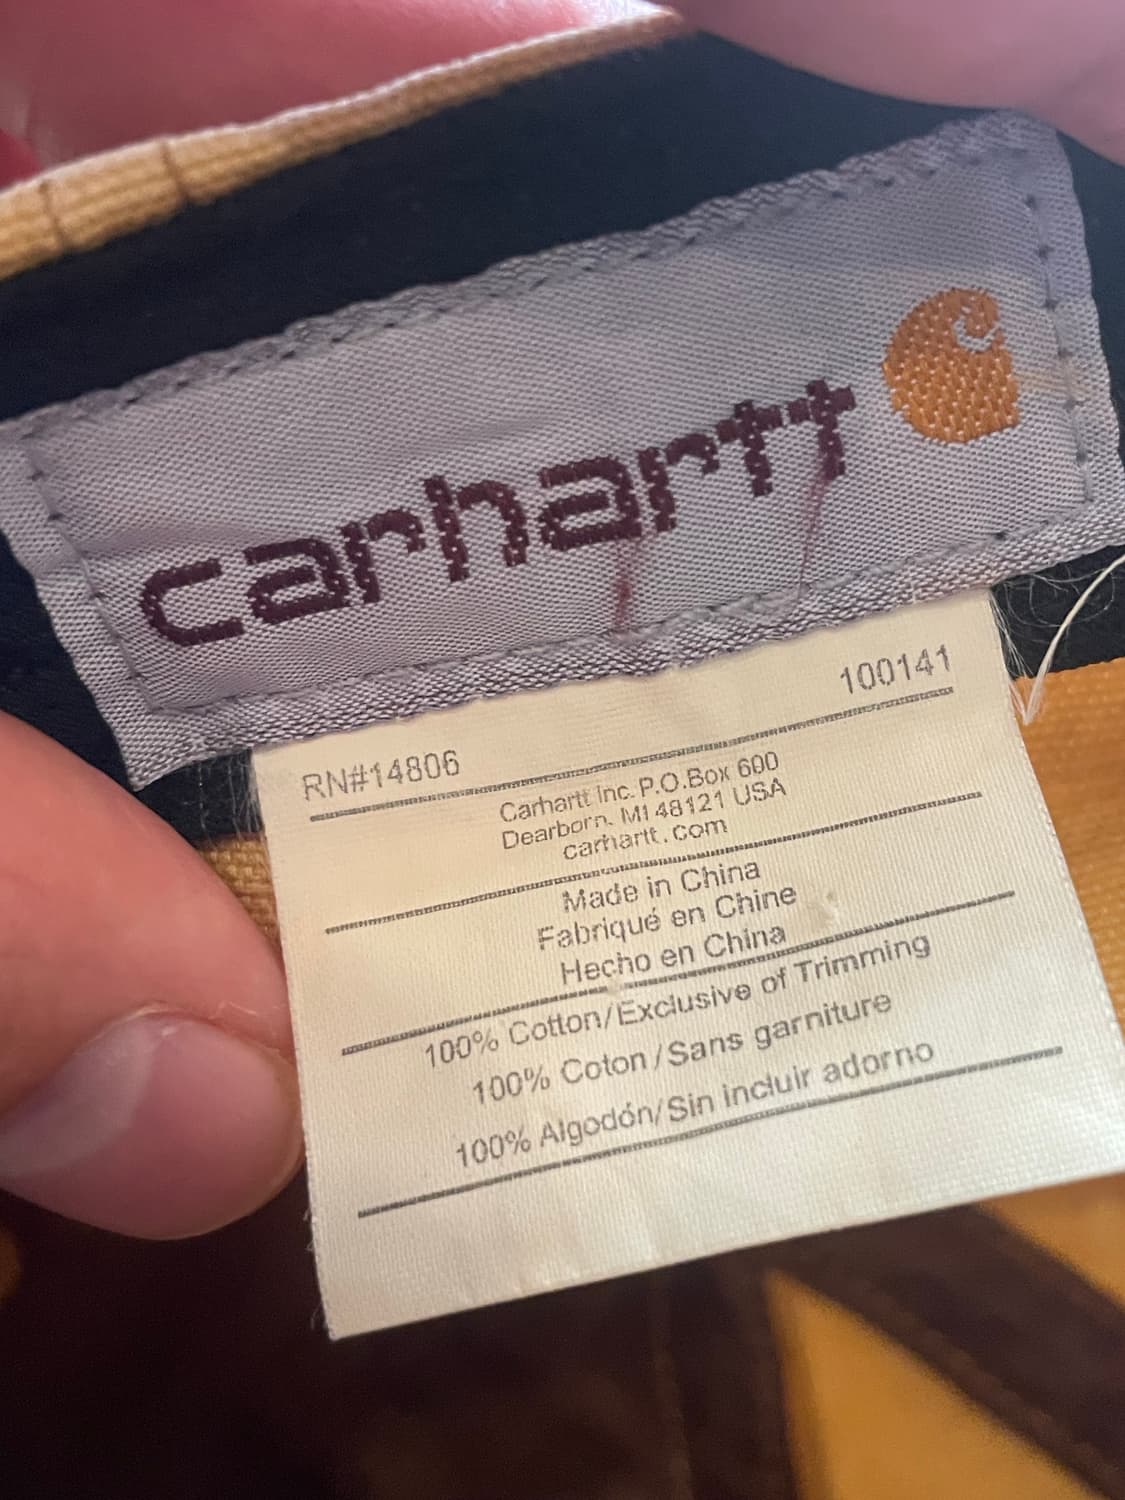 carhartt
100141
RN#14806
Carhartt Inc. P.O.Box 600
Dearborn, MI 48121 USA
carhartt.com
Made in China
Fabriqué en Chine
Hecho en China
100% Cotton/Exclusive of Trimming
100% Coton/Sans garniture
100% Algodón/Sin incluir adorno